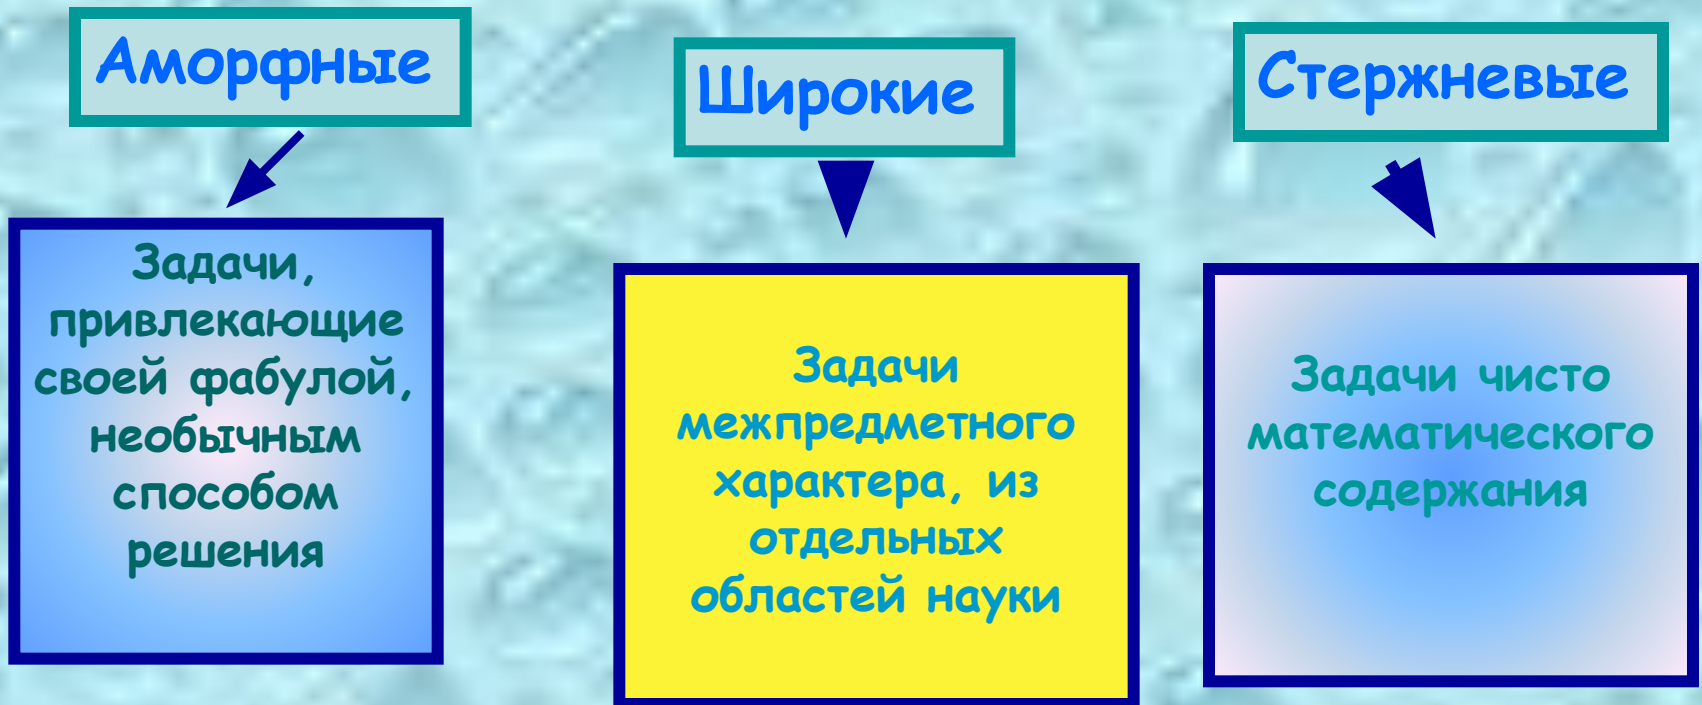 Аморфные
Задачи,
привлекающие
своей фабулой,
необычным
способом
решения
Широкие
Задачи
межпредметного
характера, из
отдельных
областей науки
Стержневые
Задачи чисто
математического
содержания